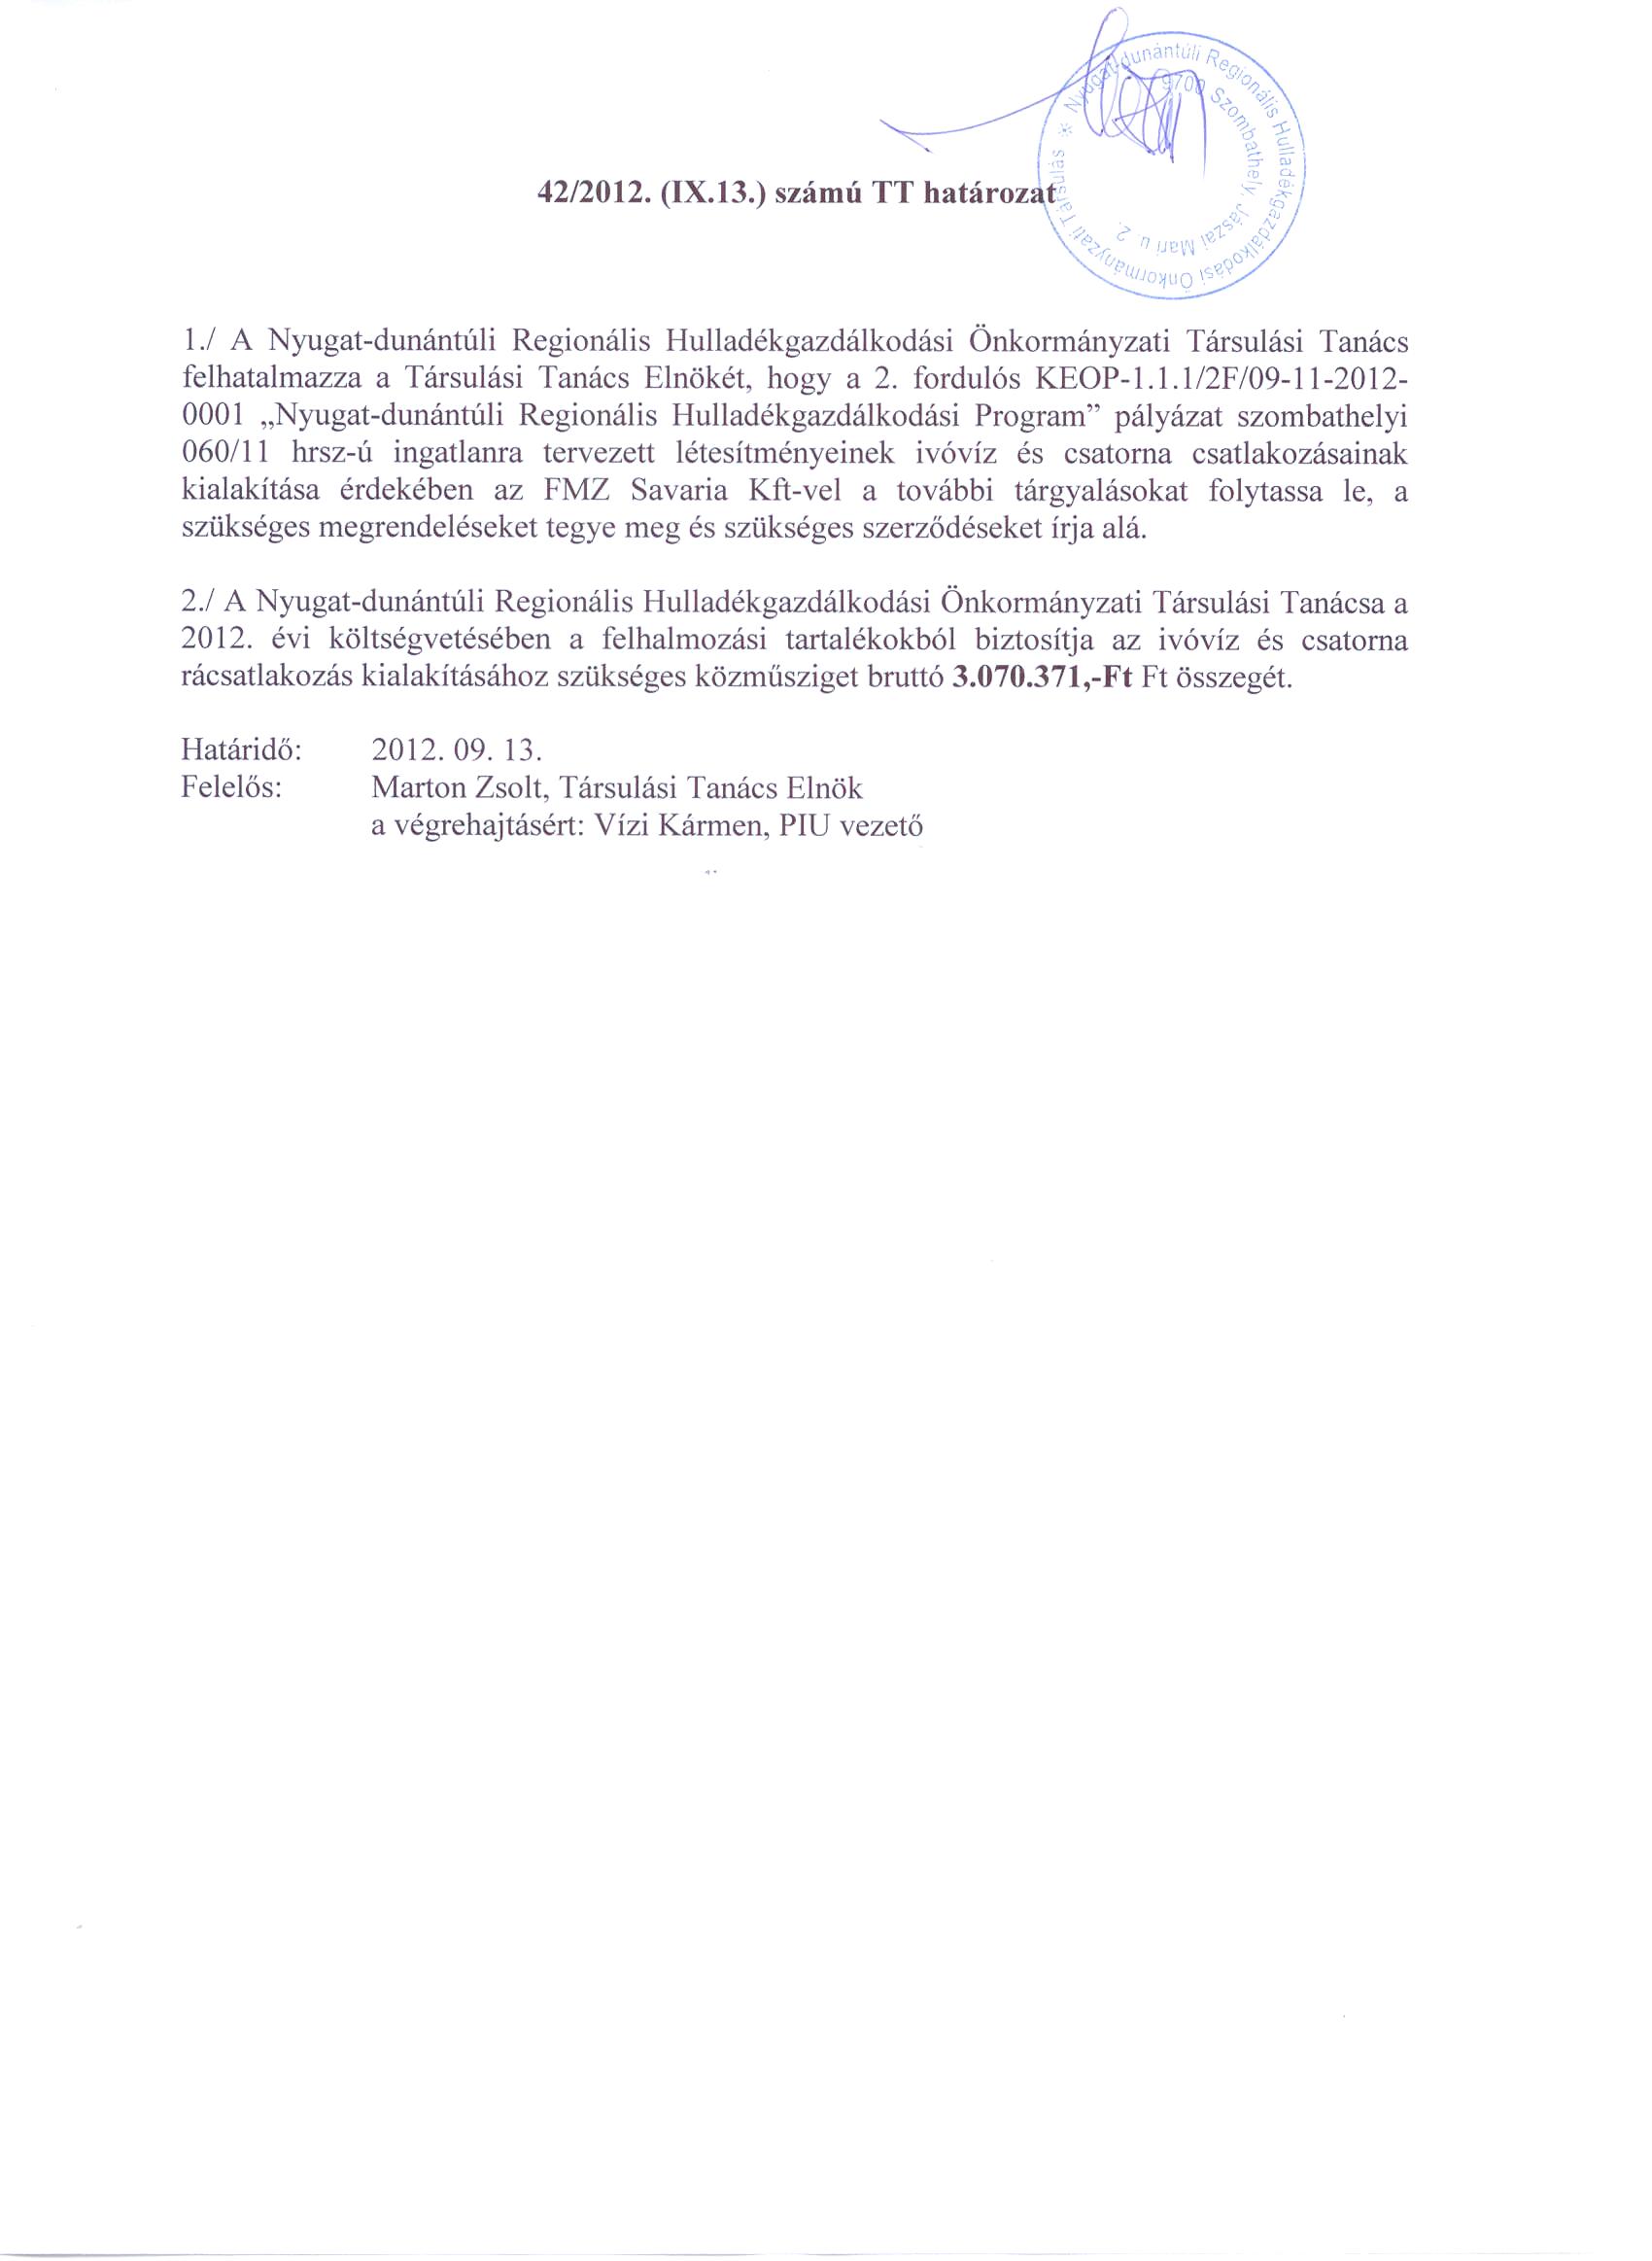 Nyugat-dunántúli Regionális Hulladékgazdálkodási Önkormányzati Társulás *
9700 Szombathely, Jászai Mari u. 2.
42/2012. (IX.13.) számú TT határozat
1./ A Nyugat-dunántúli Regionális Hulladékgazdálkodási Önkormányzati Társulási Tanács
felhatalmazza a Társulási Tanács Elnökét, hogy a 2. fordulós KEOP-1.1.1/2F/09-11-2012-
0001 „Nyugat-dunántúli Regionális Hulladékgazdálkodási Program” pályázat szombathelyi
060/11 hrsz-ú ingatlanra tervezett létesítményeinek ivóvíz és csatorna csatlakozásainak
kialakítása érdekében az FMZ Savaria Kft-vel a további tárgyalásokat folytassa le, a
szükséges megrendeléseket tegye meg és szükséges szerződéseket írja alá.
2./ A Nyugat-dunántúli Regionális Hulladékgazdálkodási Önkormányzati Társulási Tanácsa a
2012. évi költségvetésében a felhalmozási tartalékokból biztosítja az ivóvíz és csatorna
rácsatlakozás kialakításához szükséges közműsziget bruttó 3.070.371,-Ft Ft összegét.
Határidő: 2012. 09. 13.
Felelős: Marton Zsolt, Társulási Tanács Elnök
a végrehajtásért: Vízi Kármen, PIU vezető